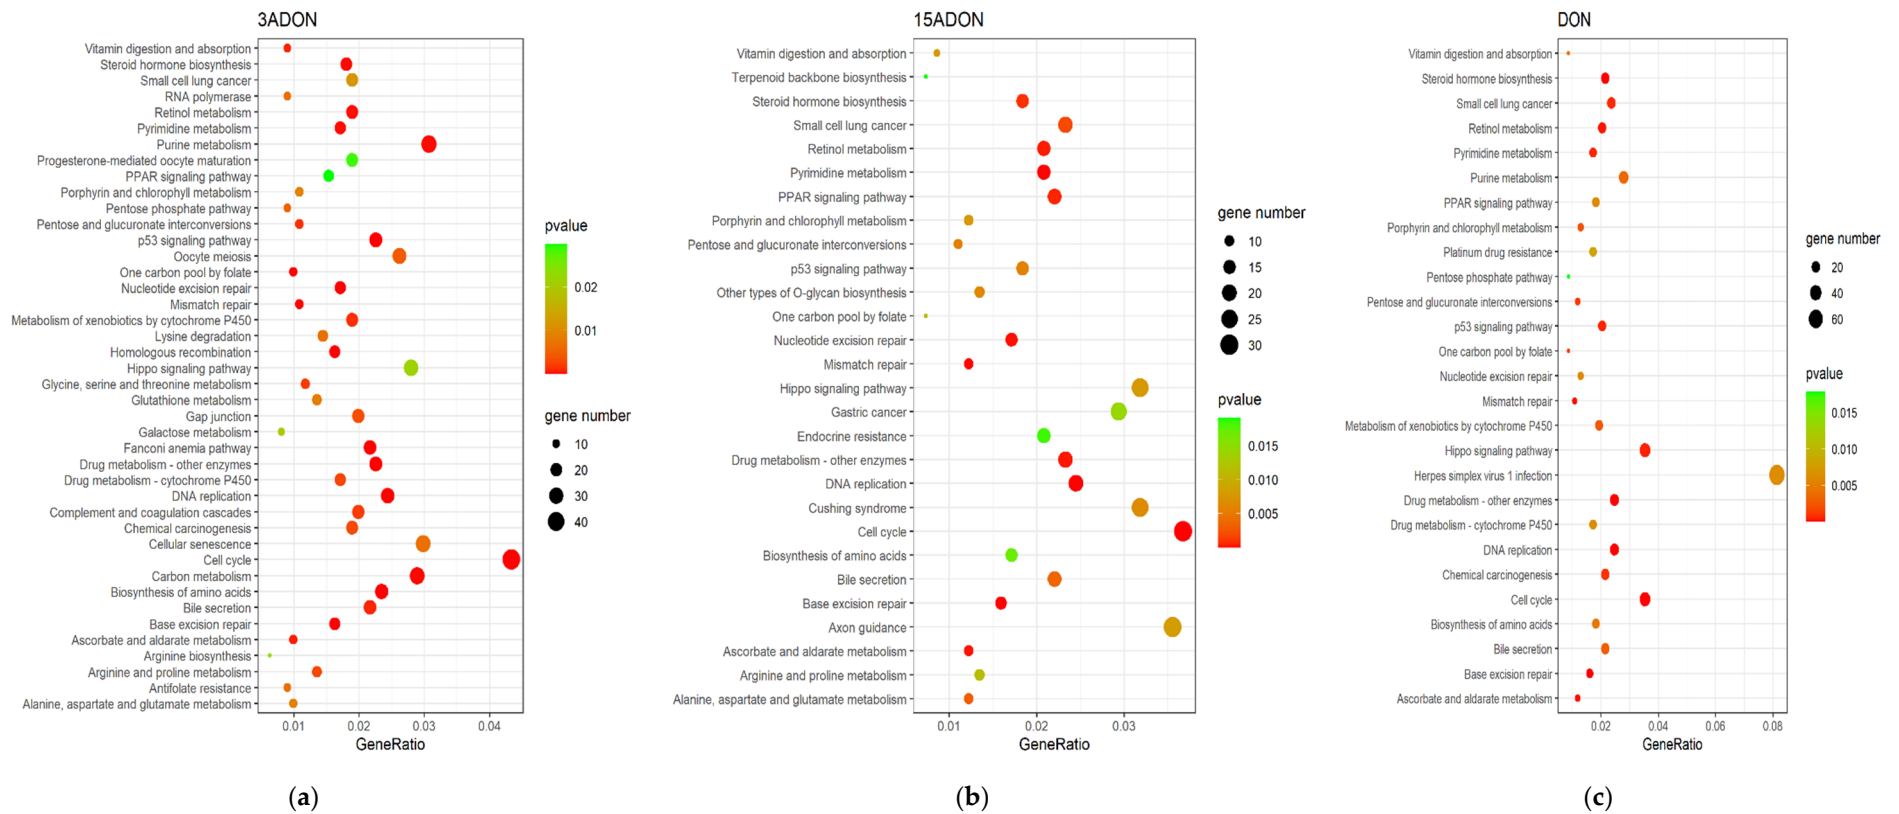 3ADON
Vitamin digestion and absorption
Steroid hormone biosynthesis
Small cell lung cancer
RNA polymerase
Retinol metabolism
Pyrimidine metabolism
Purine metabolism
Progesterone-mediated oocyte maturation
PPAR signaling pathway
Porphyrin and chlorophyll metabolism
Pentose phosphate pathway
Pentose and glucuronate interconversions
p53 signaling pathway
Oocyte meiosis
One carbon pool by folate
Nucleotide excision repair
Mismatch repair
Metabolism of xenobiotics by cytochrome P450
Lysine degradation
Homologous recombination
Hippo signaling pathway
Glycine, serine and threonine metabolism
Glutathione metabolism
Gap junction
Galactose metabolism
Fanconi anemia pathway
Drug metabolism - other enzymes
Drug metabolism - cytochrome P450
DNA replication
Complement and coagulation cascades
Chemical carcinogenesis
Cellular senescence
Cell cycle
Carbon metabolism
Biosynthesis of amino acids
Bile secretion
Base excision repair
Ascorbate and aldarate metabolism
Arginine biosynthesis
Arginine and proline metabolism
Antifolate resistance
Alanine, aspartate and glutamate metabolism
0.01 0.02 0.03 0.04
GeneRatio
pvalue
0.02
0.01
gene number
10
20
30
40
(a)
15ADON
Vitamin digestion and absorption
Terpenoid backbone biosynthesis
Steroid hormone biosynthesis
Small cell lung cancer
Retinol metabolism
Pyrimidine metabolism
PPAR signaling pathway
Porphyrin and chlorophyll metabolism
Pentose and glucuronate interconversions
p53 signaling pathway
Other types of O-glycan biosynthesis
One carbon pool by folate
Nucleotide excision repair
Mismatch repair
Hippo signaling pathway
Gastric cancer
Endocrine resistance
Drug metabolism - other enzymes
DNA replication
Cushing syndrome
Cell cycle
Biosynthesis of amino acids
Bile secretion
Base excision repair
Axon guidance
Ascorbate and aldarate metabolism
Arginine and proline metabolism
Alanine, aspartate and glutamate metabolism
0.01 0.02 0.03
GeneRatio
gene number
10
15
20
25
30
pvalue
0.015
0.010
0.005
(b)
DON
Vitamin digestion and absorption
Steroid hormone biosynthesis
Small cell lung cancer
Retinol metabolism
Pyrimidine metabolism
Purine metabolism
PPAR signaling pathway
Porphyrin and chlorophyll metabolism
Platinum drug resistance
Pentose phosphate pathway
Pentose and glucuronate interconversions
p53 signaling pathway
One carbon pool by folate
Nucleotide excision repair
Mismatch repair
Metabolism of xenobiotics by cytochrome P450
Hippo signaling pathway
Herpes simplex virus 1 infection
Drug metabolism - other enzymes
Drug metabolism - cytochrome P450
DNA replication
Chemical carcinogenesis
Cell cycle
Biosynthesis of amino acids
Bile secretion
Base excision repair
Ascorbate and aldarate metabolism
0.02 0.04 0.06 0.08
GeneRatio
gene number
20
40
60
pvalue
0.015
0.010
0.005
(c)